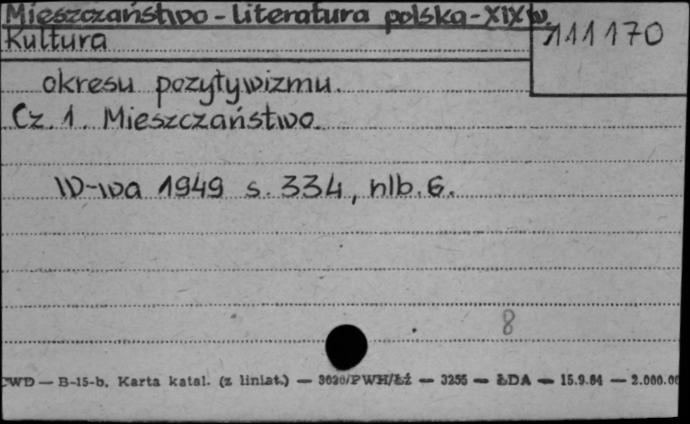 Mieszczaństwo - literatura polska - XIX w.
Kultura
111170
okresu pozytywizmu.
Cz. 1. Mieszczaństwo.
W-wa 1949 s. 334, nlb. 6.
8
CWD — B-15-b. Karta katal. (z liniat.) — 3020/PWH/Łź — 3255 — ŁDA — 15.9.64 — 2.000.00